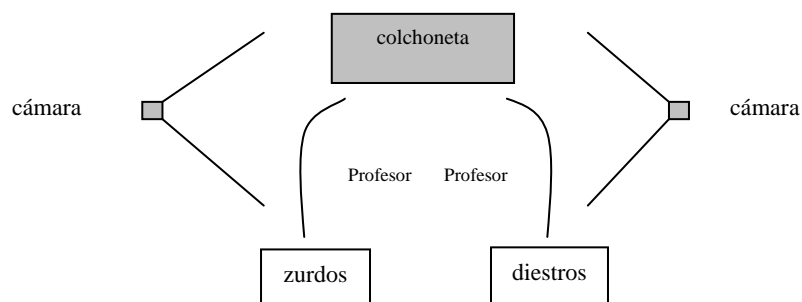 colchoneta
cámara
cámara
Profesor Profesor
zurdos
diestros